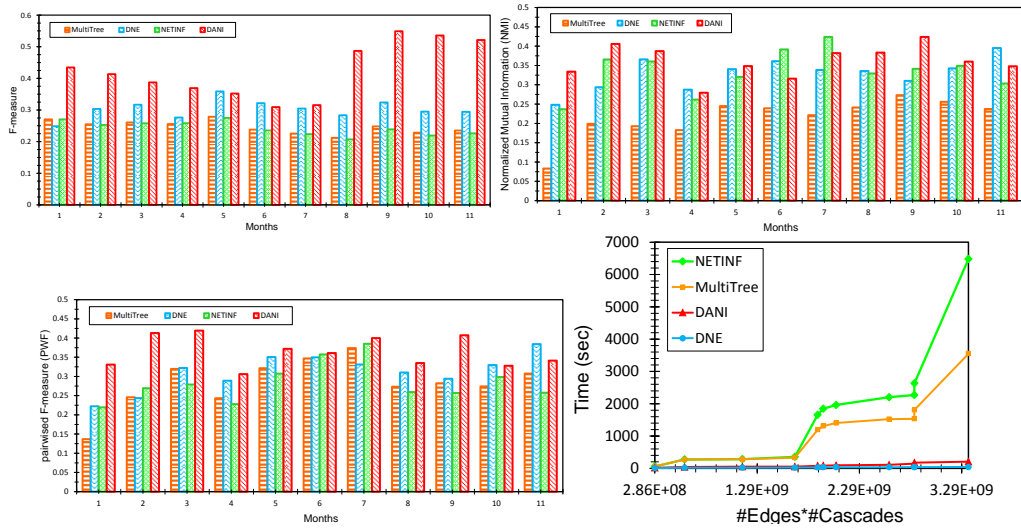 MultiTree DNE NETINF DANI
F-measure
0.6
0.5
0.4
0.3
0.2
0.1
0
1 2 3 4 5 6 7 8 9 10 11
Months
MultiTree DNE NETINF DANI
Normalized Mutual Information (NMI)
0.5
0.45
0.4
0.35
0.3
0.25
0.2
0.15
0.1
0.05
0
1 2 3 4 5 6 7 8 9 10 11
Months
MultiTree DNE NETINF DANI
pairwised F-measure (PWF)
0.5
0.45
0.4
0.35
0.3
0.25
0.2
0.15
0.1
0.05
0
1 2 3 4 5 6 7 8 9 10 11
Months
NETINF
MultiTree
DANI
DNE
Time (sec)
7000
6000
5000
4000
3000
2000
1000
0
2.86E+08 1.29E+09 2.29E+09 3.29E+09
#Edges*#Cascades